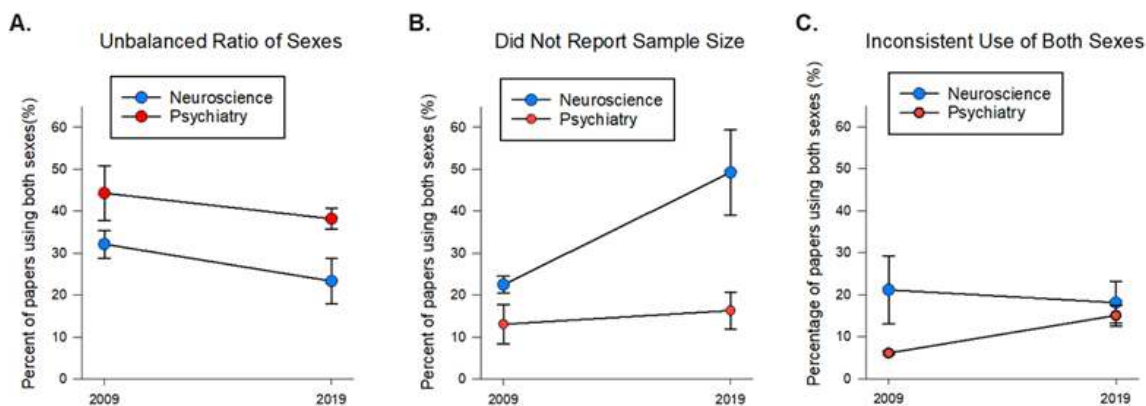 A.
Unbalanced Ratio of Sexes
Neuroscience
Psychiatry
Percent of papers using both sexes(%)
60
50
40
30
20
10
0
2009
2019
B.
Did Not Report Sample Size
Neuroscience
Psychiatry
Percent of papers using both sexes (%)
60
50
40
30
20
10
0
2009
2019
C.
Inconsistent Use of Both Sexes
Neuroscience
Psychiatry
Percentage of papers using both sexes (%)
60
50
40
30
20
10
0
2009
2019